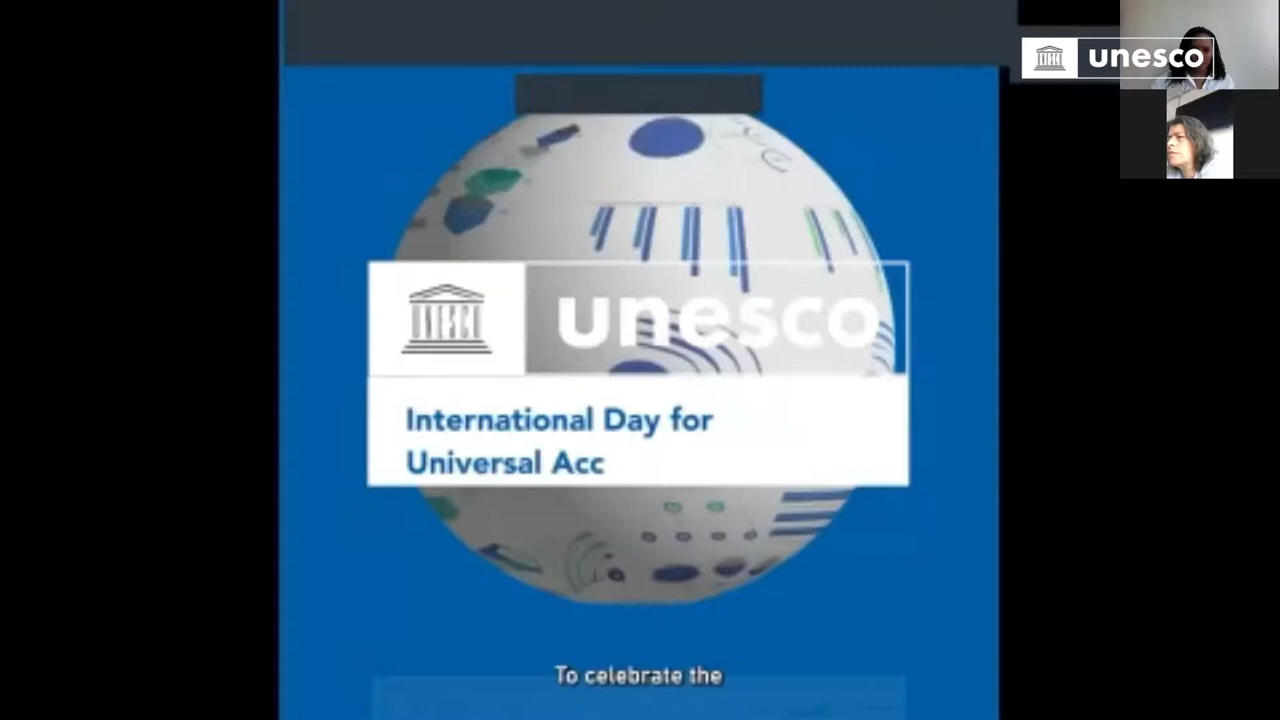 unesco
unesco
International Day for
Universal Acc
To celebrate the